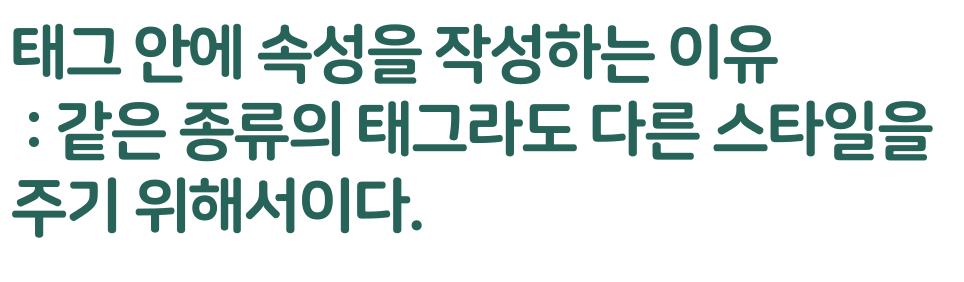 태그 안에 속성을 작성하는 이유
: 같은 종류의 태그라도 다른 스타일을
주기 위해서이다.